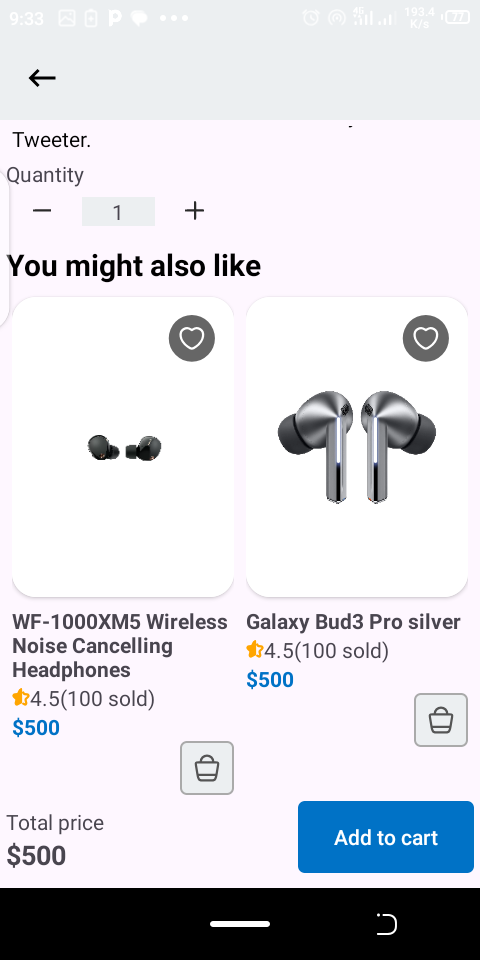 9:33
4G
193.4
K/s
77
Tweeter.
Quantity
1
You might also like
WF-1000XM5 Wireless
Noise Cancelling
Headphones
4.5(100 sold)
$500
Galaxy Bud3 Pro silver
4.5(100 sold)
$500
Total price
$500
Add to cart